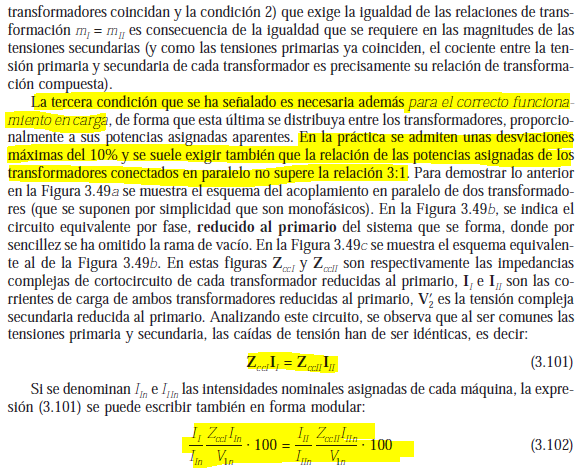 transformadores coincidan y la condición 2) que exige la igualdad de las relaciones de trans-
formación m_I = m_II es consecuencia de la igualdad que se requiere en las magnitudes de las
tensiones secundarias (y como las tensiones primarias ya coinciden, el cociente entre la ten-
sión primaria y secundaria de cada transformador es precisamente su relación de transforma-
ción compuesta).
La tercera condición que se ha señalado es necesaria además para el correcto funciona-
miento en carga, de forma que esta última se distribuya entre los transformadores, proporcio-
nalmente a sus potencias asignadas aparentes. En la práctica se admiten unas desviaciones
máximas del 10% y se suele exigir también que la relación de las potencias asignadas de los
transformadores conectados en paralelo no supere la relación 3:1. Para demostrar lo anterior
en la Figura 3.49a se muestra el esquema del acoplamiento en paralelo de dos transformado-
res (que se suponen por simplicidad que son monofásicos). En la Figura 3.49b, se indica el
circuito equivalente por fase, reducido al primario del sistema que se forma, donde por
sencillez se ha omitido la rama de vacío. En la Figura 3.49c se muestra el esquema equivalen-
te al de la Figura 3.49b. En estas figuras Z_ccI y Z_ccII son respectivamente las impedancias
complejas de cortocircuito de cada transformador reducidas al primario, I_I e I_II son las co-
rrientes de carga de ambos transformadores reducidas al primario, V'_2 es la tensión compleja
secundaria reducida al primario. Analizando este circuito, se observa que al ser comunes las
tensiones primaria y secundaria, las caídas de tensión han de ser idénticas, es decir:
Z_ccI I_I = Z_ccII I_II (3.101)
Si se denominan I_In e I_IIn las intensidades nominales asignadas de cada máquina, la expre-
sión (3.101) se puede escribir también en forma modular:
I_I / I_In Z_ccI I_In / V_1n · 100 = I_II / I_IIn Z_ccII I_IIn / V_1n · 100 (3.102)